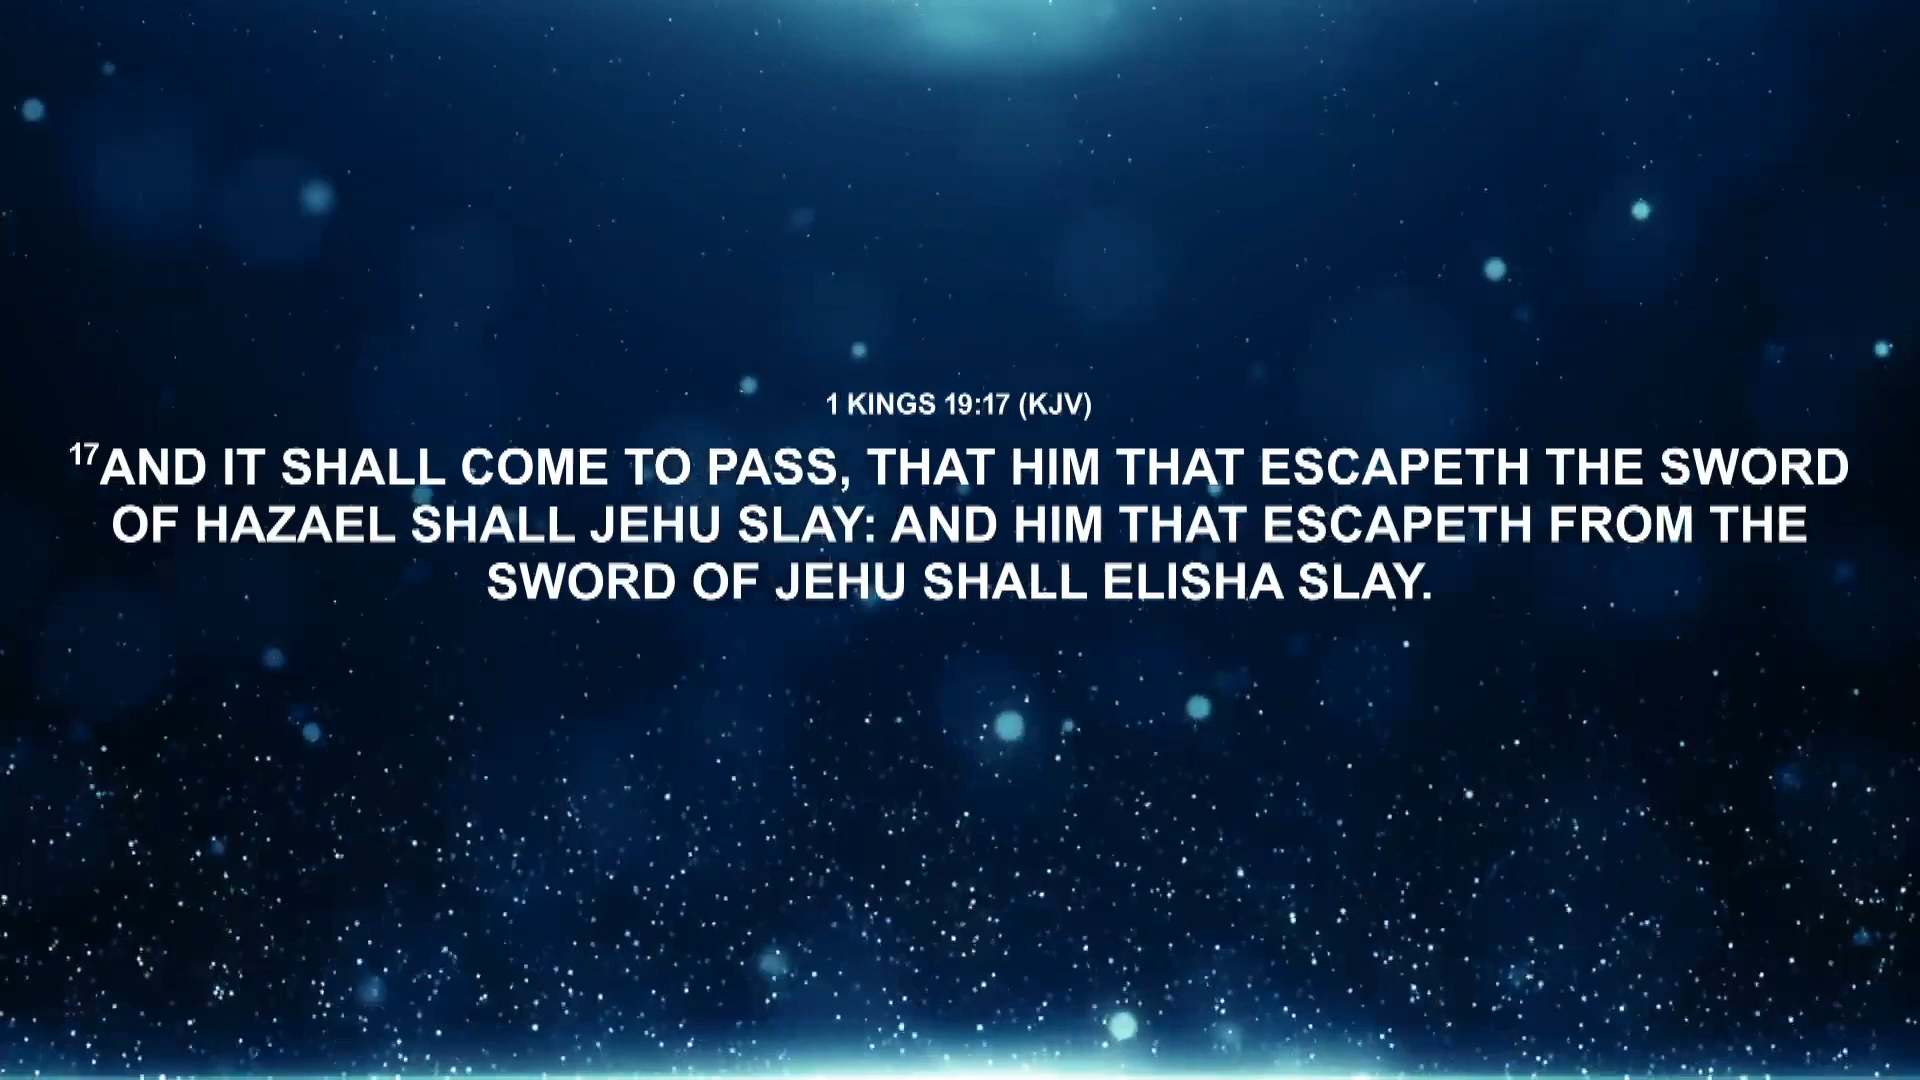 1 KINGS 19:17 (KJV)
17AND IT SHALL COME TO PASS, THAT HIM THAT ESCAPETH THE SWORD
OF HAZAEL SHALL JEHU SLAY: AND HIM THAT ESCAPETH FROM THE
SWORD OF JEHU SHALL ELISHA SLAY.